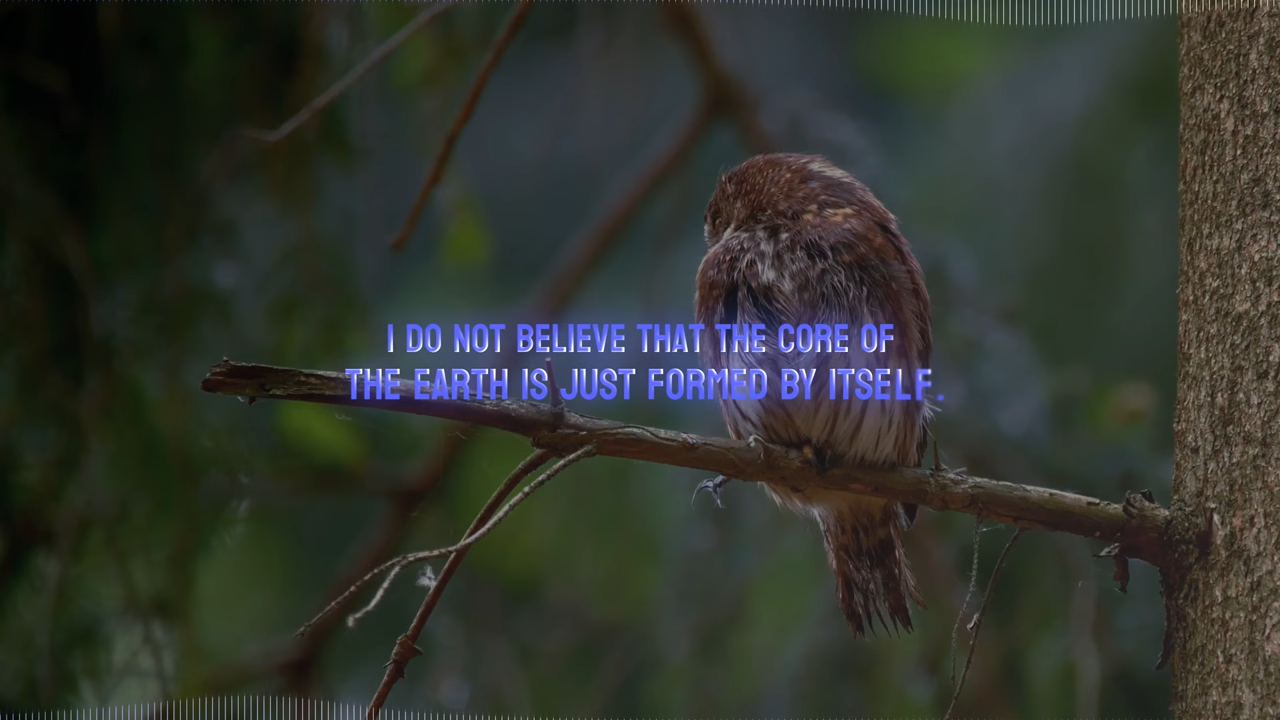 I DO NOT BELIEVE THAT THE CORE OF
THE EARTH IS JUST FORMED BY ITSELF.